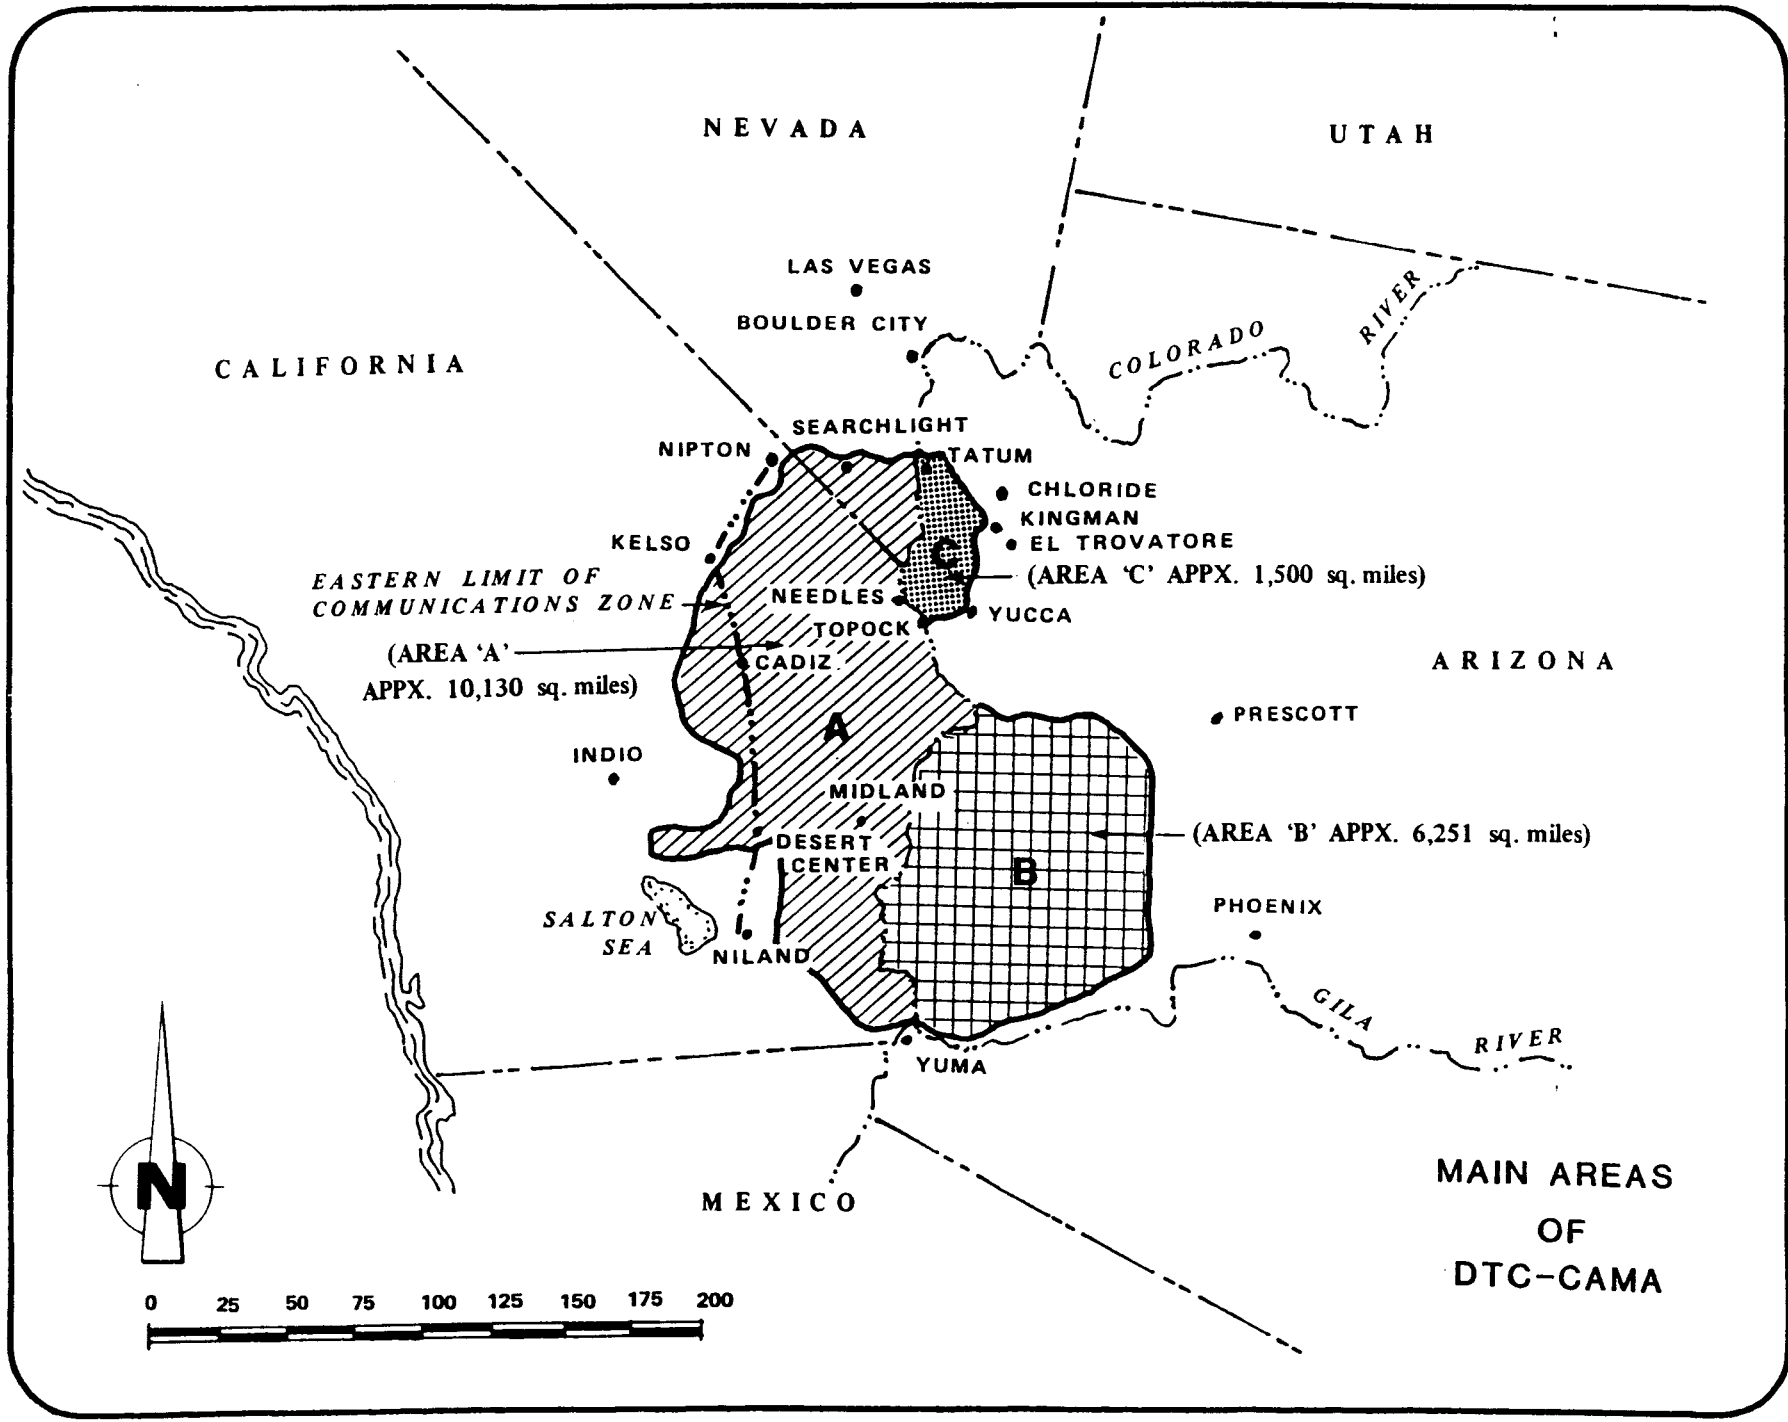 NEVADA
UTAH
LAS VEGAS
BOULDER CITY
COLORADO RIVER
CALIFORNIA
SEARCHLIGHT
NIPTON
TATUM
CHLORIDE
KINGMAN
KELSO
EL TROVATORE
EASTERN LIMIT OF
COMMUNICATIONS ZONE
C
(AREA ‘C’ APPX. 1,500 sq. miles)
NEEDLES
YUCCA
TOPOCK
(AREA ‘A’
APPX. 10,130 sq. miles)
CADIZ
ARIZONA
PRESCOTT
A
INDIO
MIDLAND
(AREA ‘B’ APPX. 6,251 sq. miles)
DESERT
CENTER
B
PHOENIX
SALTON
SEA
NILAND
GILA RIVER
YUMA
MEXICO
N
MAIN AREAS
OF
DTC-CAMA
0 25 50 75 100 125 150 175 200